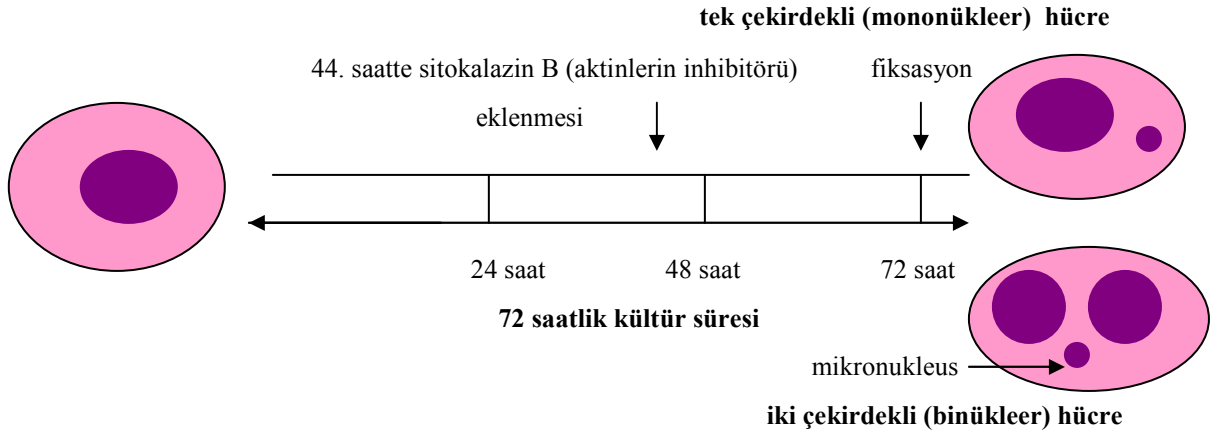 tek çekirdekli (mononükleer) hücre
44. saatte sitokalazin B (aktinlerin inhibitörü)
eklenmesi
fiksasyon
24 saat
48 saat
72 saat
72 saatlik kültür süresi
mikronukleus
iki çekirdekli (binükleer) hücre